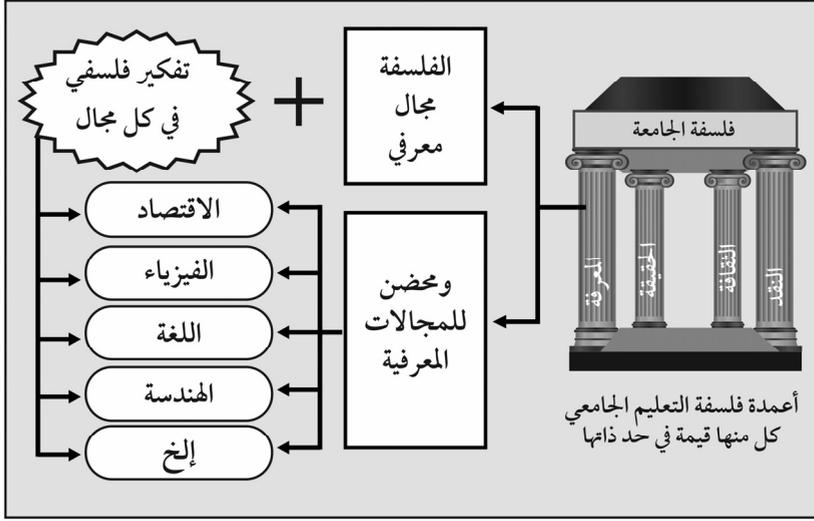 فلسفة الجامعة
المعرفة
الحقيقة
الثقافة
النقد
أعمدة فلسفة التعليم الجامعي
كل منها قيمة في حد ذاتها
الفلسفة
مجال
معرفي
+
تفكير فلسفي
في كل مجال
ومحضن
للمجالات
المعرفية
الاقتصاد
الفيزياء
اللغة
الهندسة
إلخ